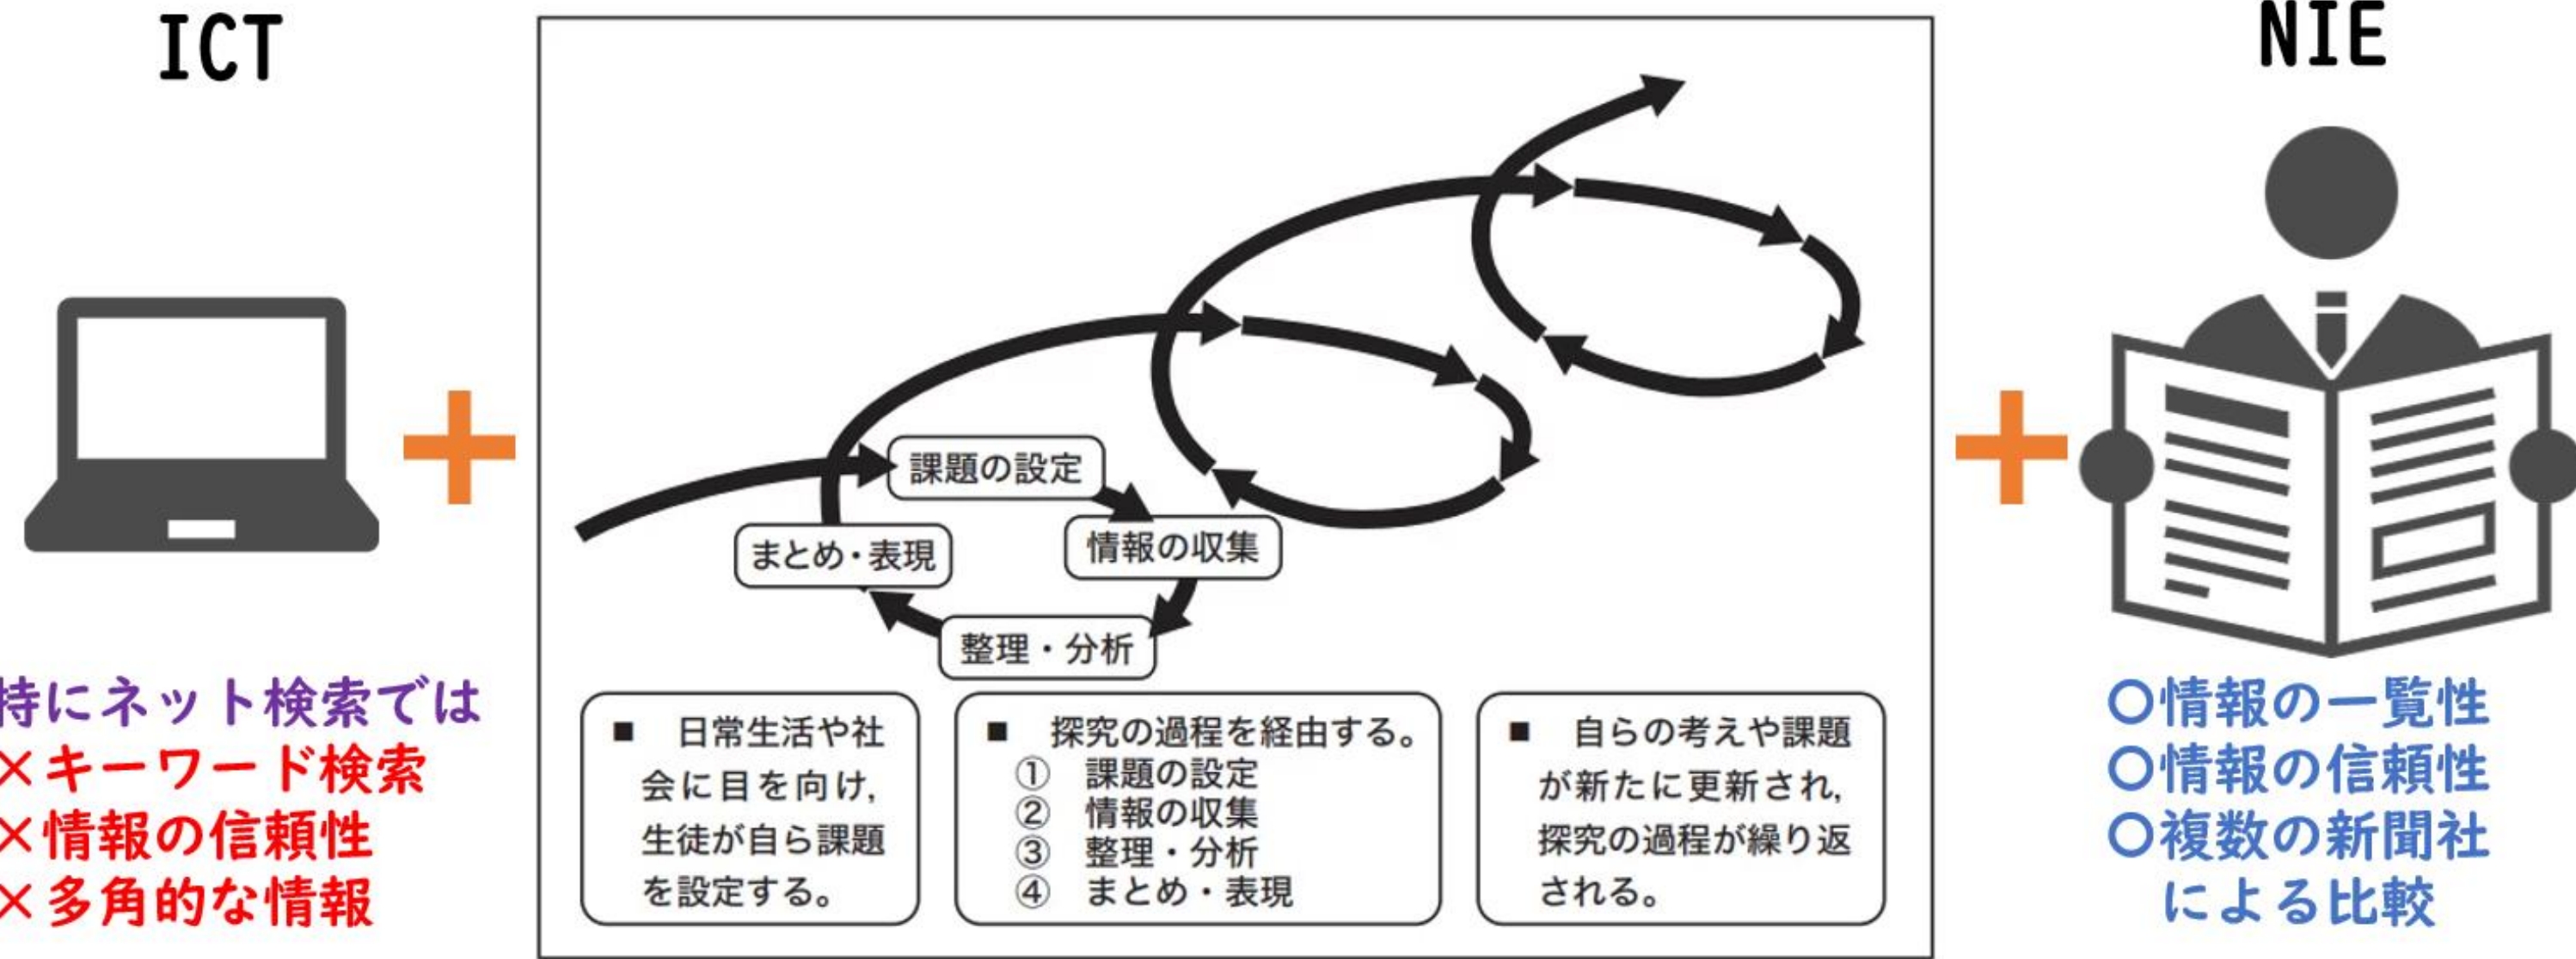 ICT
特にネット検索では
×キーワード検索
×情報の信頼性
×多角的な情報
課題の設定
情報の収集
整理・分析
まとめ・表現
■ 日常生活や社
会に目を向け,
生徒が自ら課題
を設定する。
■ 探究の過程を経由する。
① 課題の設定
② 情報の収集
③ 整理・分析
④ まとめ・表現
■ 自らの考えや課題
が新たに更新され,
探究の過程が繰り返
される。
NIE
〇情報の一覧性
〇情報の信頼性
〇複数の新聞社
による比較